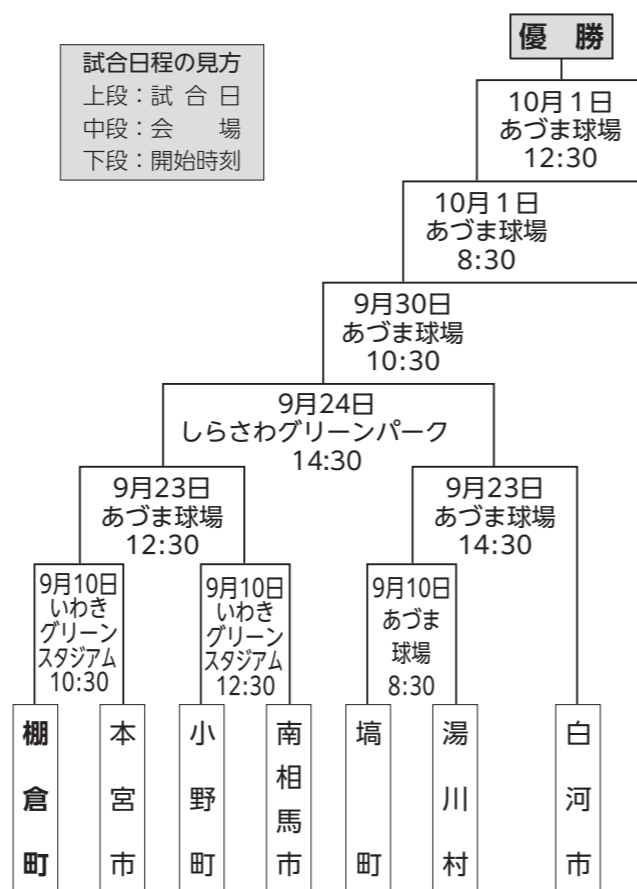 優　勝
試合日程の見方
上段：試 合 日
中段：会　　場
下段：開始時刻
10月1日
あづま球場
12:30
10月1日
あづま球場
8:30
9月30日
あづま球場
10:30
9月24日
しらさわグリーンパーク
14:30
9月23日
あづま球場
12:30
9月23日
あづま球場
14:30
9月10日
いわき
グリーン
スタジアム
10:30
9月10日
いわき
グリーン
スタジアム
12:30
9月10日
あづま
球場
8:30
棚倉町
本宮市
小野町
南相馬市
塙町
湯川村
白河市